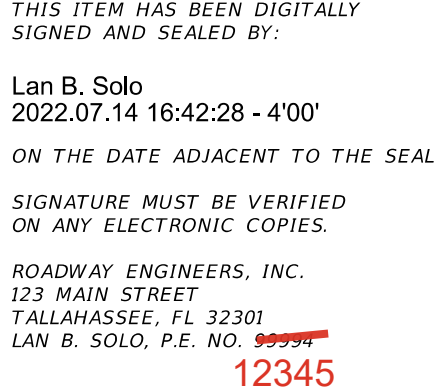 THIS ITEM HAS BEEN DIGITALLY
SIGNED AND SEALED BY:
Lan B. Solo
2022.07.14 16:42:28 - 4'00'
ON THE DATE ADJACENT TO THE SEAL
SIGNATURE MUST BE VERIFIED
ON ANY ELECTRONIC COPIES.
ROADWAY ENGINEERS, INC.
123 MAIN STREET
TALLAHASSEE, FL 32301
LAN B. SOLO, P.E. NO. 99994
12345